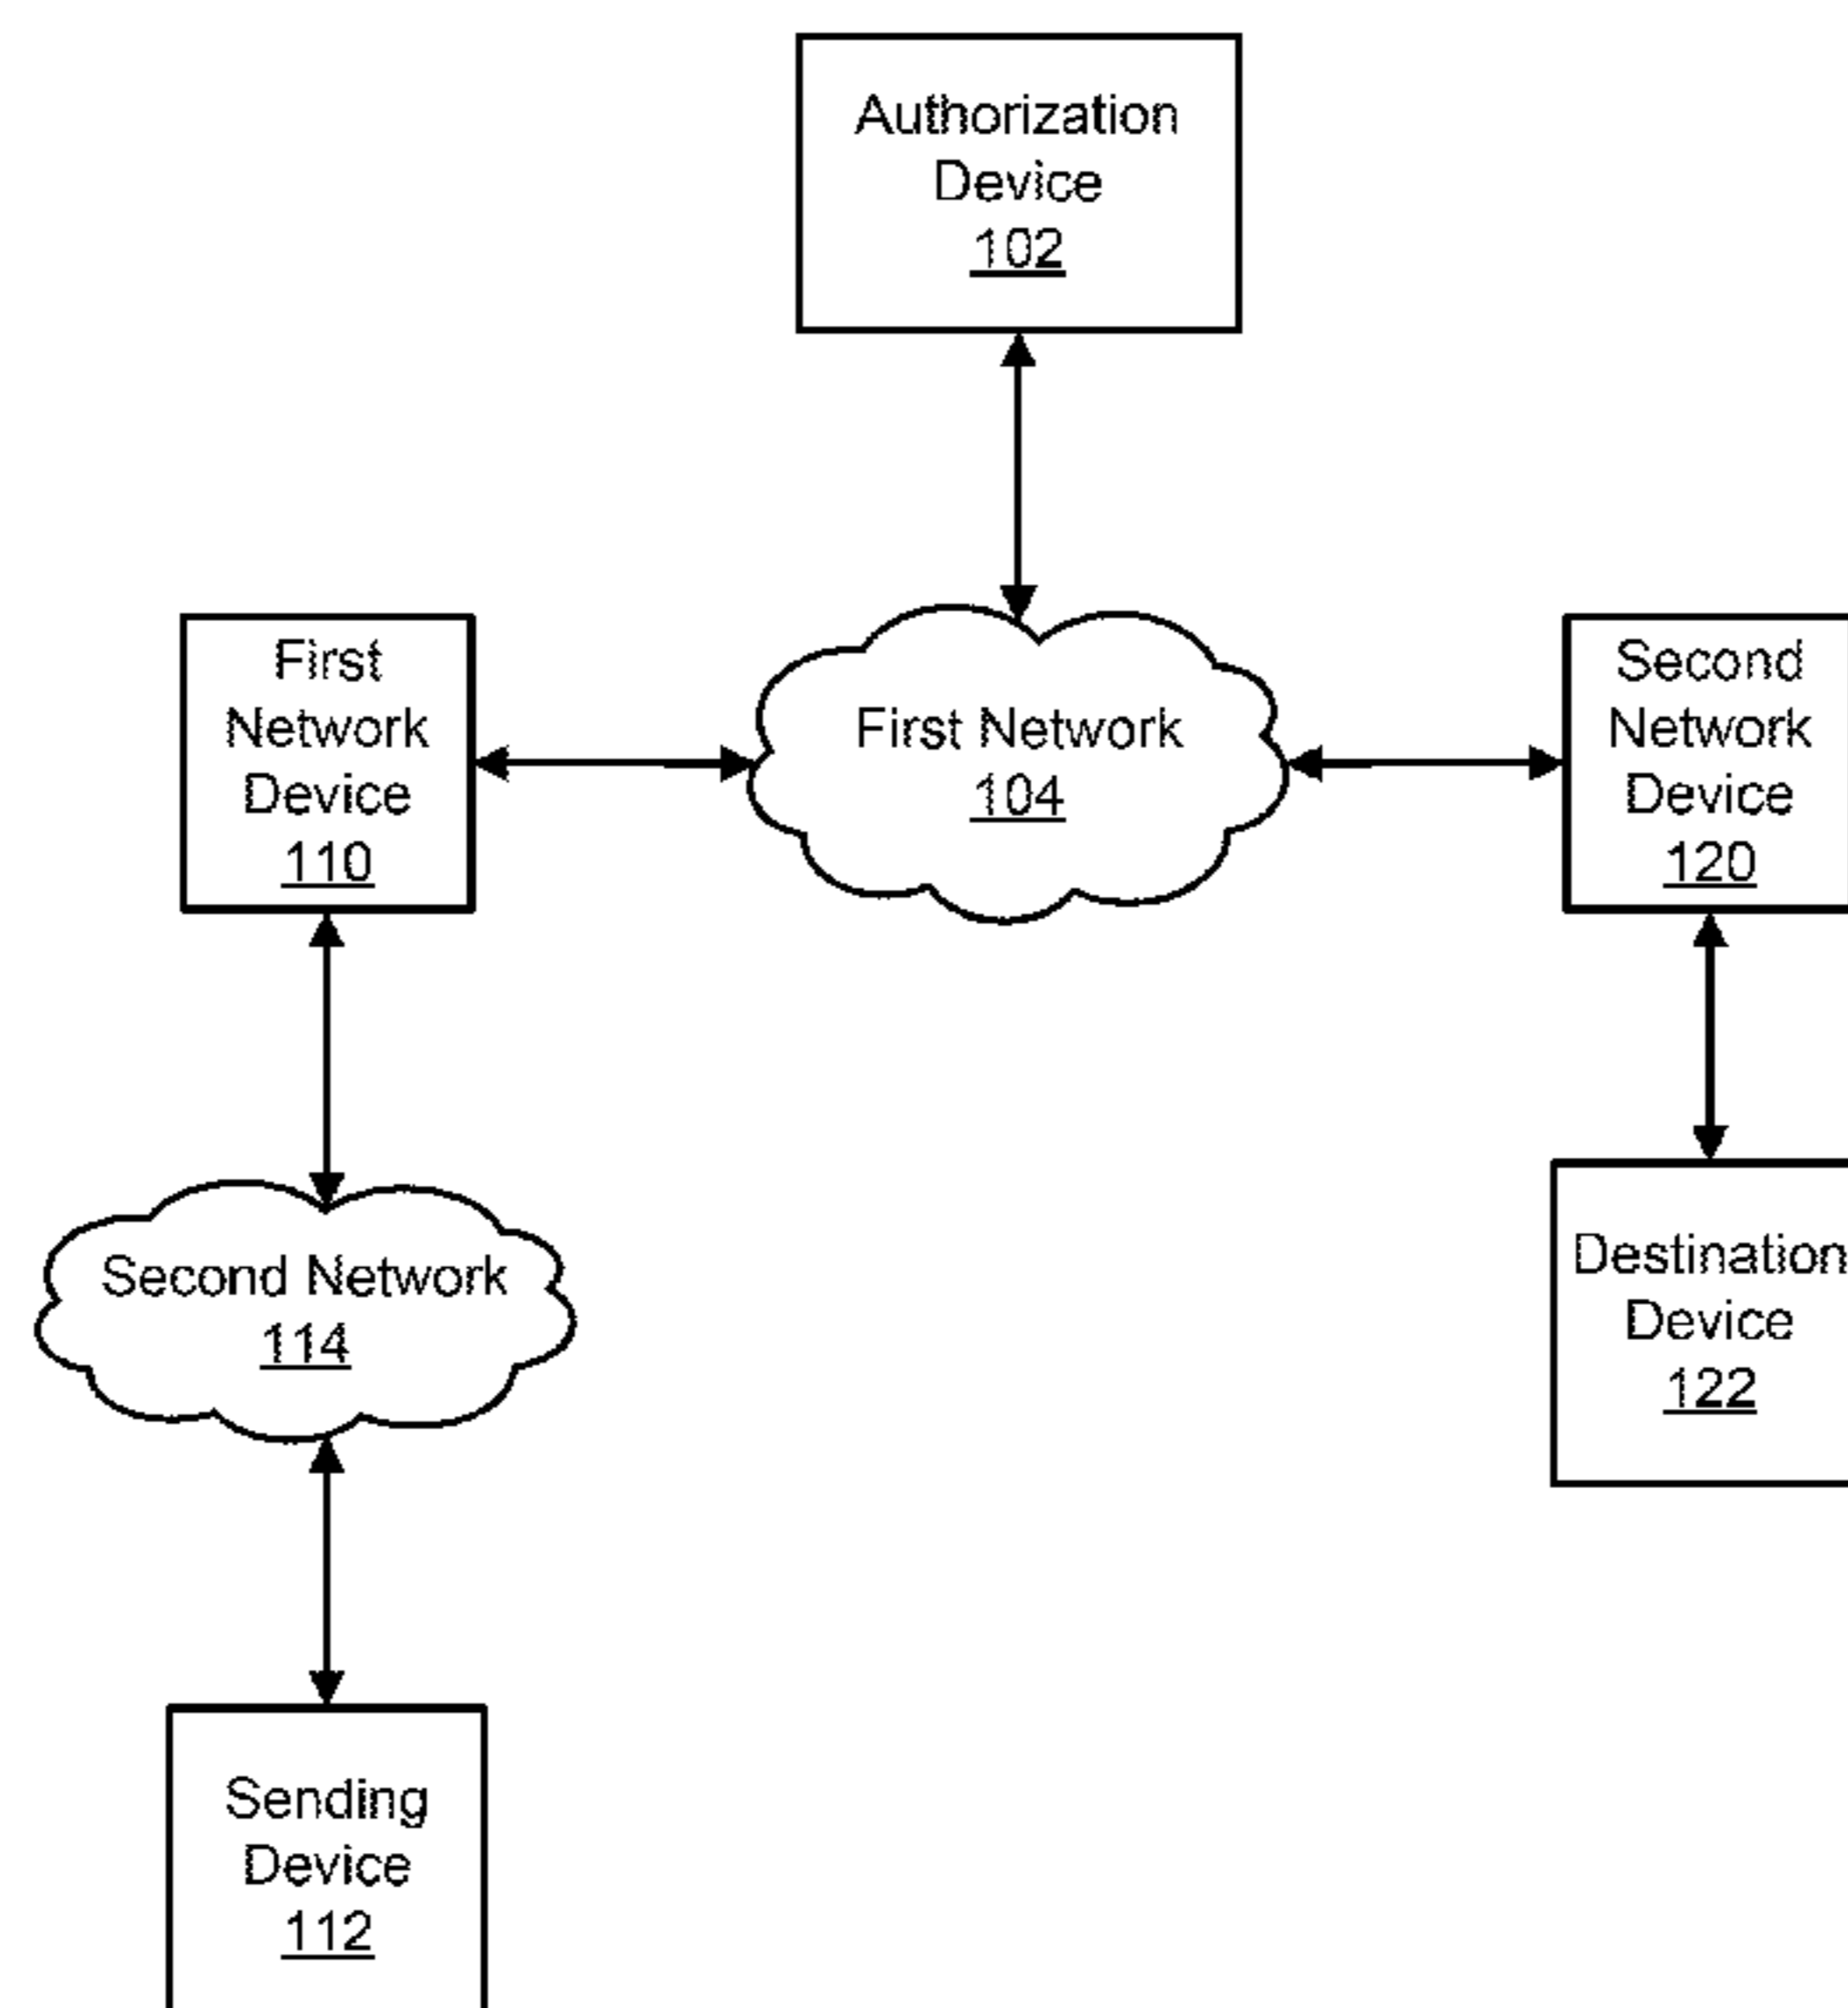 Authorization
Device
102
First
Network
Device
110
First Network
104
Second
Network
Device
120
Second Network
114
Destination
Device
122
Sending
Device
112